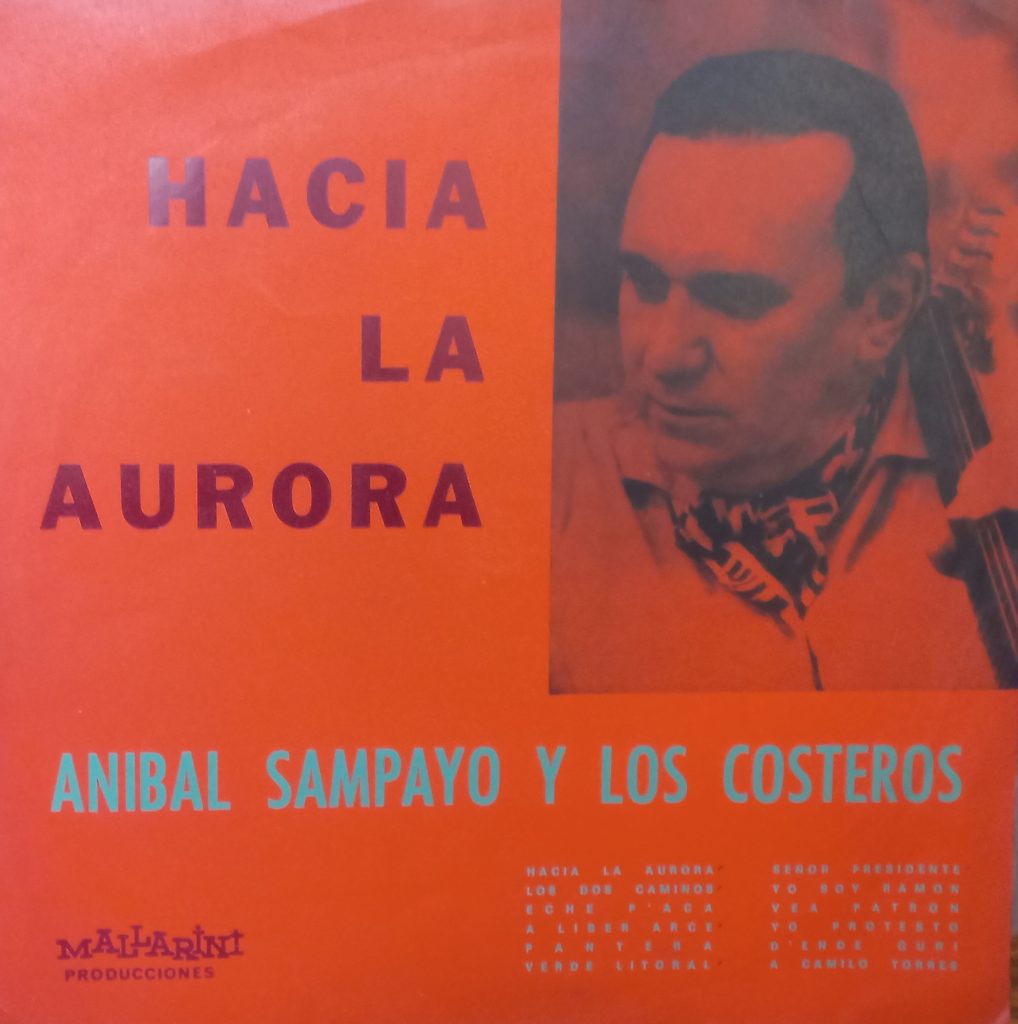 HACIA
LA
AURORA
ANIBAL SAMPAYO Y LOS COSTEROS
HACIA LA AURORA
LOS DOS CAMINOS
ECHE P'ACA
A LIBER ARCE
PANTERA
VERDE LITORAL
SEÑOR PRESIDENTE
YO SOY RAMON
VEA PATRON
YO PROTESTO
D'ENDE GURI
A CAMILO TORRES
MALLARINI
PRODUCCIONES